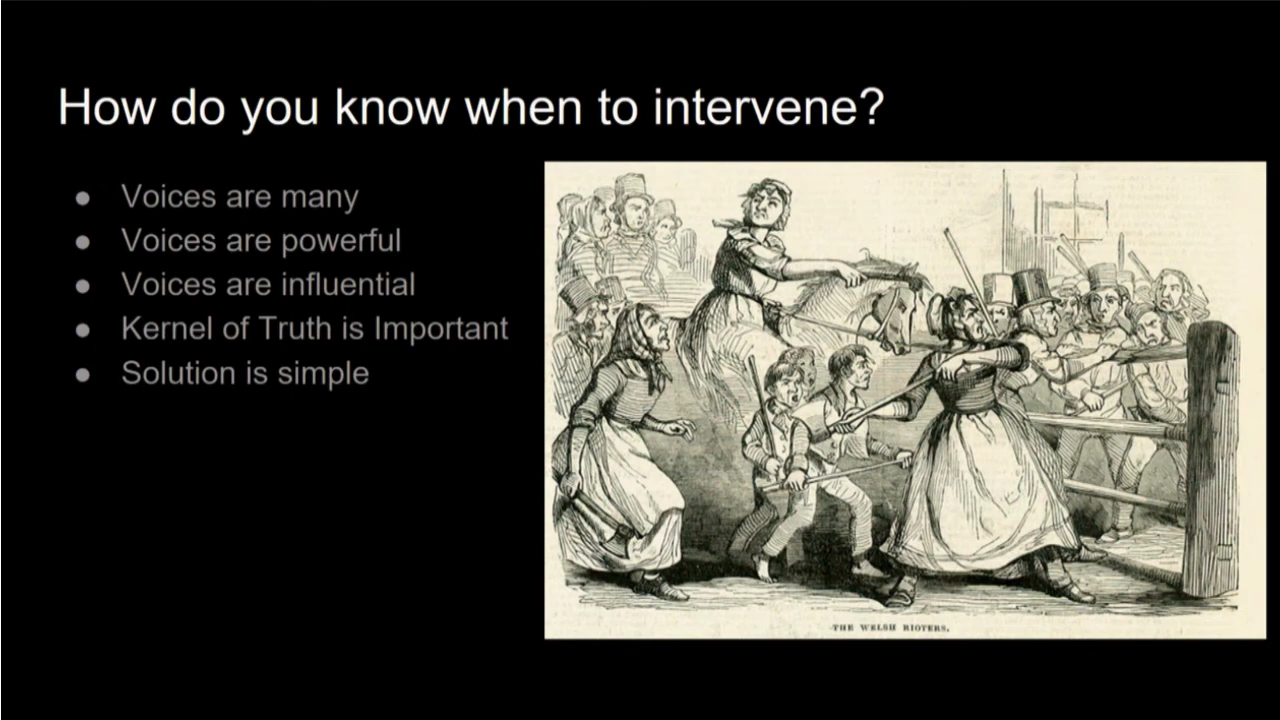 How do you know when to intervene?
● Voices are many
● Voices are powerful
● Voices are influential
● Kernel of Truth is Important
● Solution is simple
THE WELSH RIOTERS.